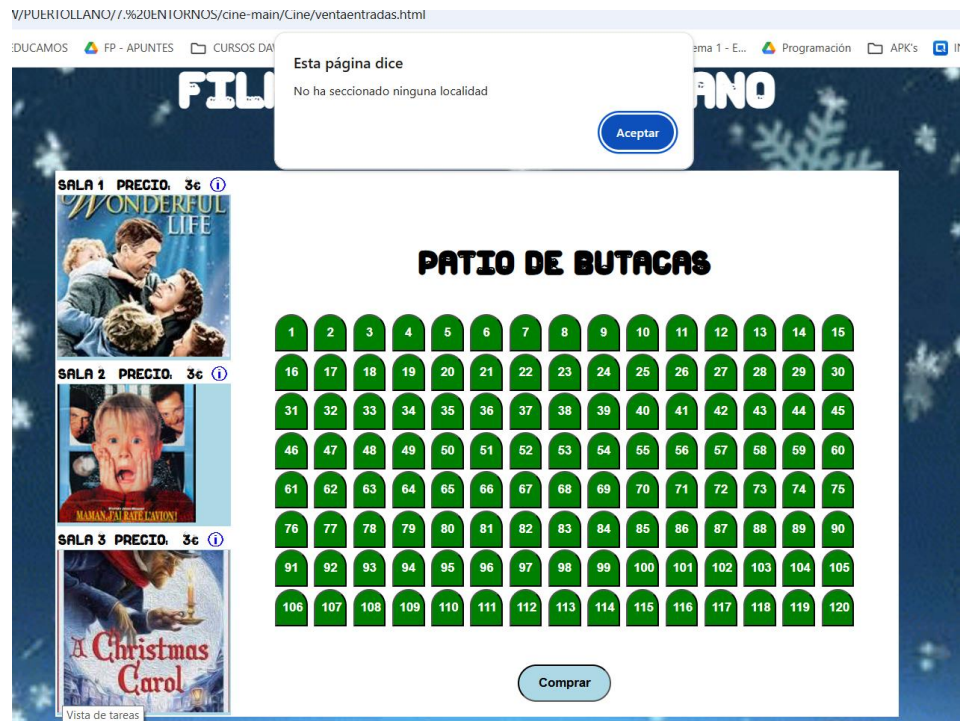 V/PUERTOLLANO/7.%20ENTORNOS/cine-main/Cine/ventaentradas.html
EDUCAMOS FP - APUNTES CURSOS DA ema 1 - E... Programación APK's IN
Esta página dice
No ha seccionado ninguna localidad
Aceptar
FIL ANO
SALA 1 PRECIO: 3€
WONDERFUL
LIFE
SALA 2 PRECIO: 3€
MAMAN, J'AI RATÉ L'AVION!
SALA 3 PRECIO: 3€
A Christmas
Carol
PATIO DE BUTACAS
1 2 3 4 5 6 7 8 9 10 11 12 13 14 15
16 17 18 19 20 21 22 23 24 25 26 27 28 29 30
31 32 33 34 35 36 37 38 39 40 41 42 43 44 45
46 47 48 49 50 51 52 53 54 55 56 57 58 59 60
61 62 63 64 65 66 67 68 69 70 71 72 73 74 75
76 77 78 79 80 81 82 83 84 85 86 87 88 89 90
91 92 93 94 95 96 97 98 99 100 101 102 103 104 105
106 107 108 109 110 111 112 113 114 115 116 117 118 119 120
Comprar
Vista de tareas